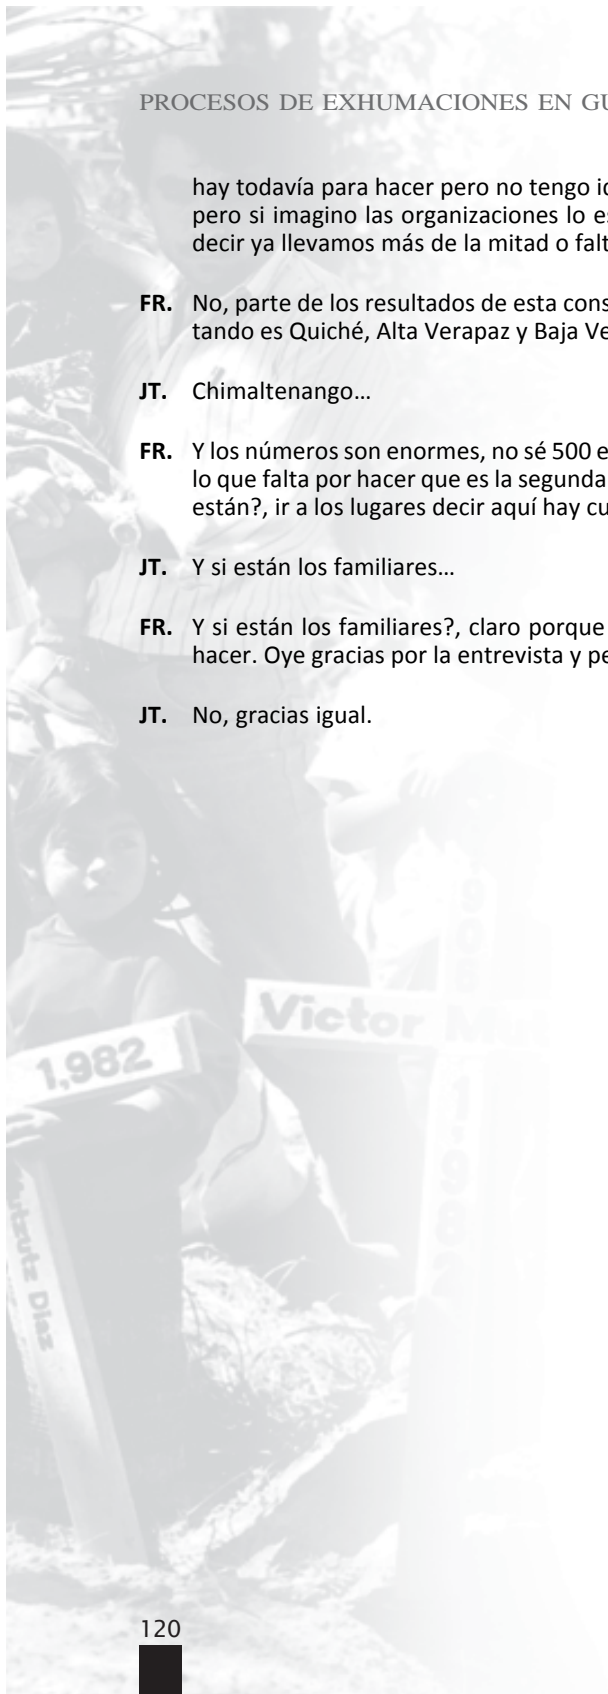 PROCESOS DE EXHUMACIONES EN
hay todavía para hacer pero no tengo
pero si imagino las organizaciones lo
decir ya llevamos más de la mitad o
FR. No, parte de los resultados de esta
tando es Quiché, Alta Verapaz y Baja
JT. Chimaltenango…
FR. Y los números son enormes, no sé 500
lo que falta por hacer que es la segunda
están?, ir a los lugares decir aquí hay
JT. Y si están los familiares…
FR. Y si están los familiares?, claro porque
hacer. Oye gracias por la entrevista y
JT. No, gracias igual.
Victor
1,982
Diaz
120